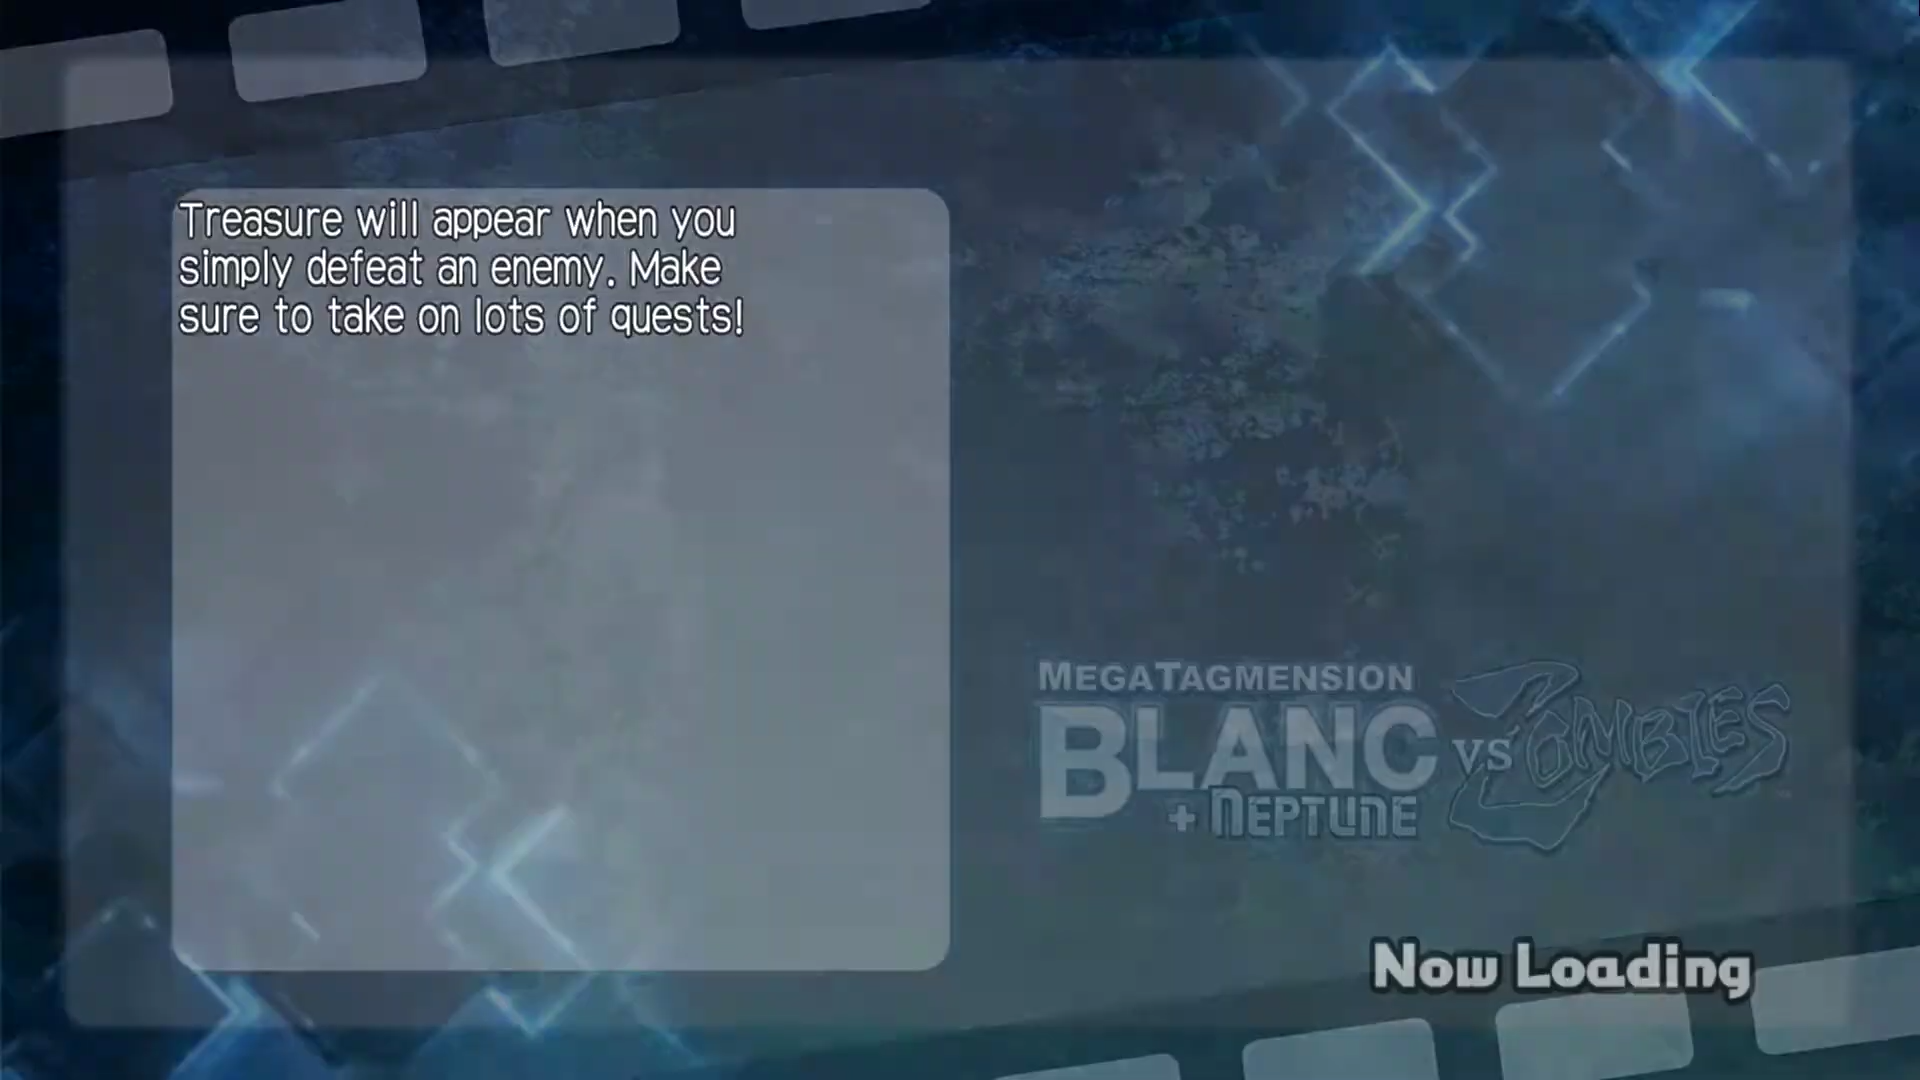 Treasure will appear when you
simply defeat an enemy. Make
sure to take on lots of quests!
MEGATAGMENSION
BLANC VS ZOMBIES
+ NEPTUNE
Now Loading